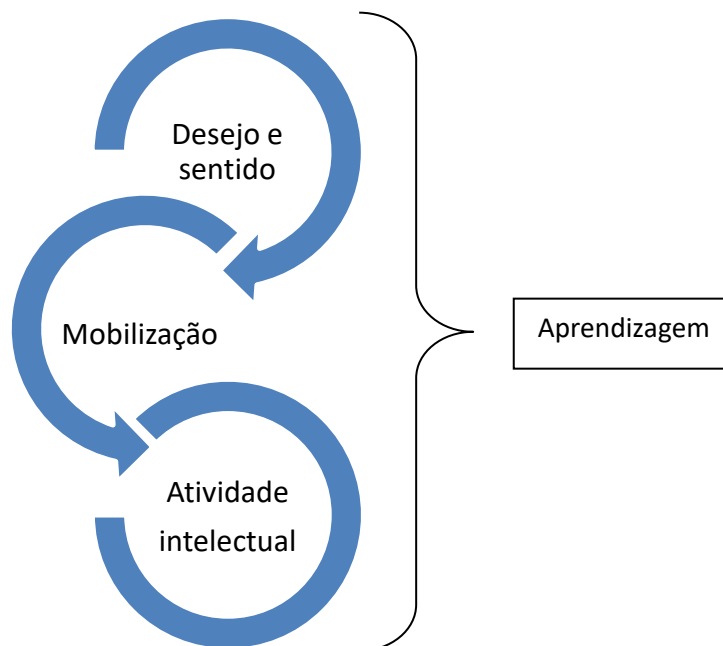 Desejo e
sentido
Mobilização
Aprendizagem
Atividade
intelectual